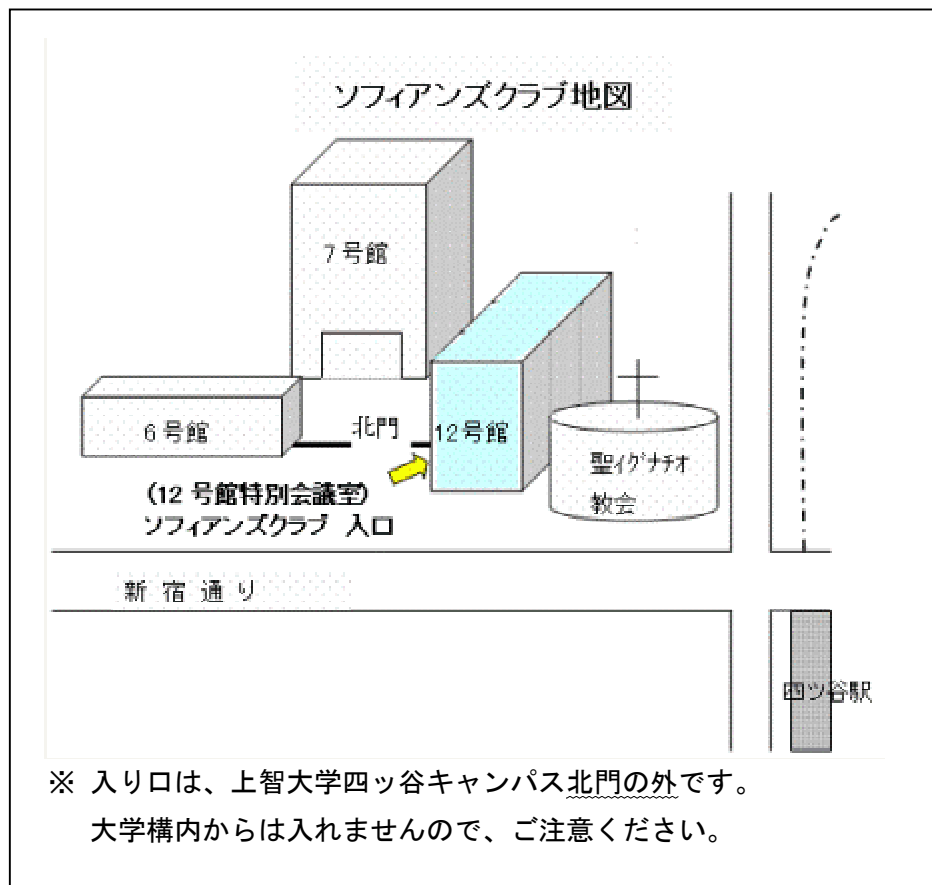 ソフィアンズクラブ地図
7号館
6号館
北門
12号館
聖イグナチオ
教会
(12 号館特別会議室)
ソフィアンズクラブ 入口
新 宿 通 り
四ツ谷駅
※ 入り口は、上智大学四ッ谷キャンパス北門の外です。
大学構内からは入れませんので、ご注意ください。